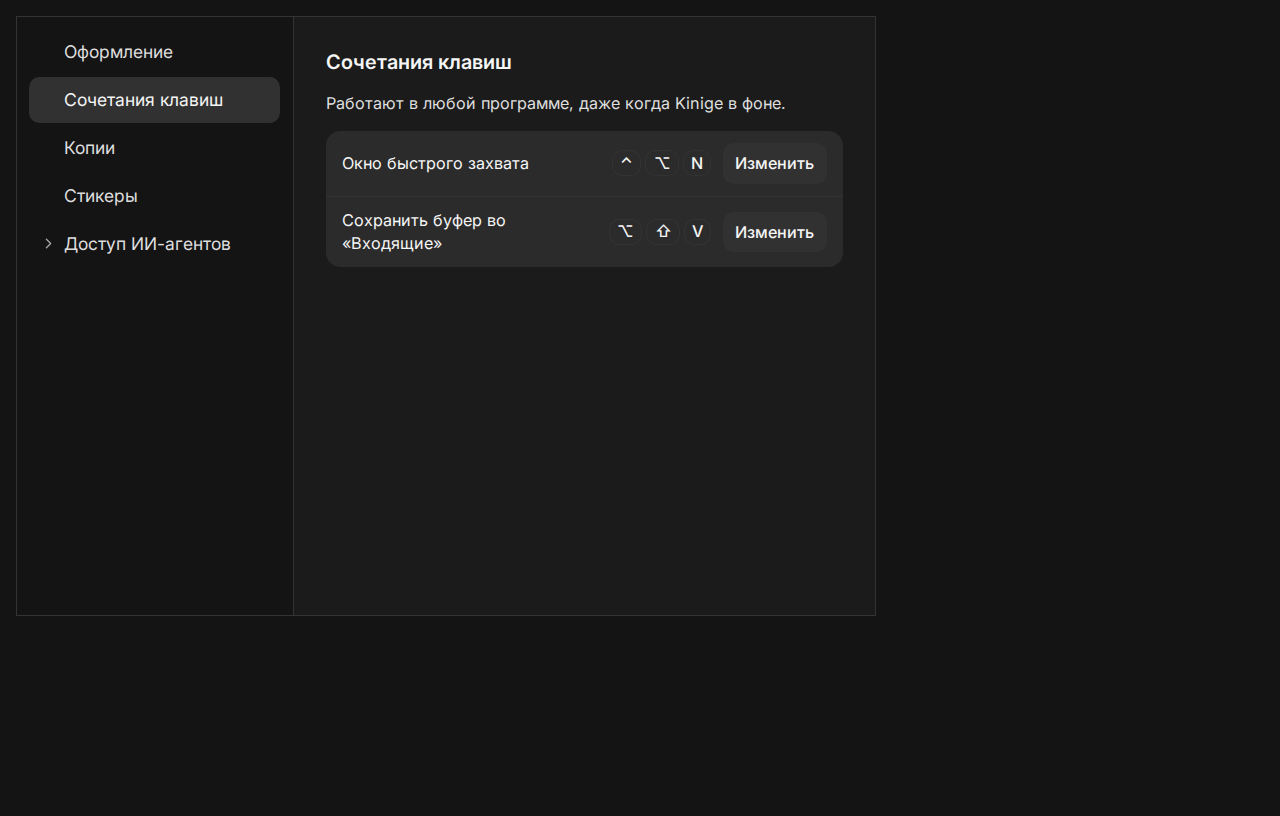 Оформление
Сочетания клавиш
Копии
Стикеры
Доступ ИИ-агентов
Сочетания клавиш
Работают в любой программе, даже когда Kinige в фоне.
Окно быстрого захвата
⌃ ⌥ N Изменить
Сохранить буфер во
«Входящие»
⌥ ⇧ V Изменить